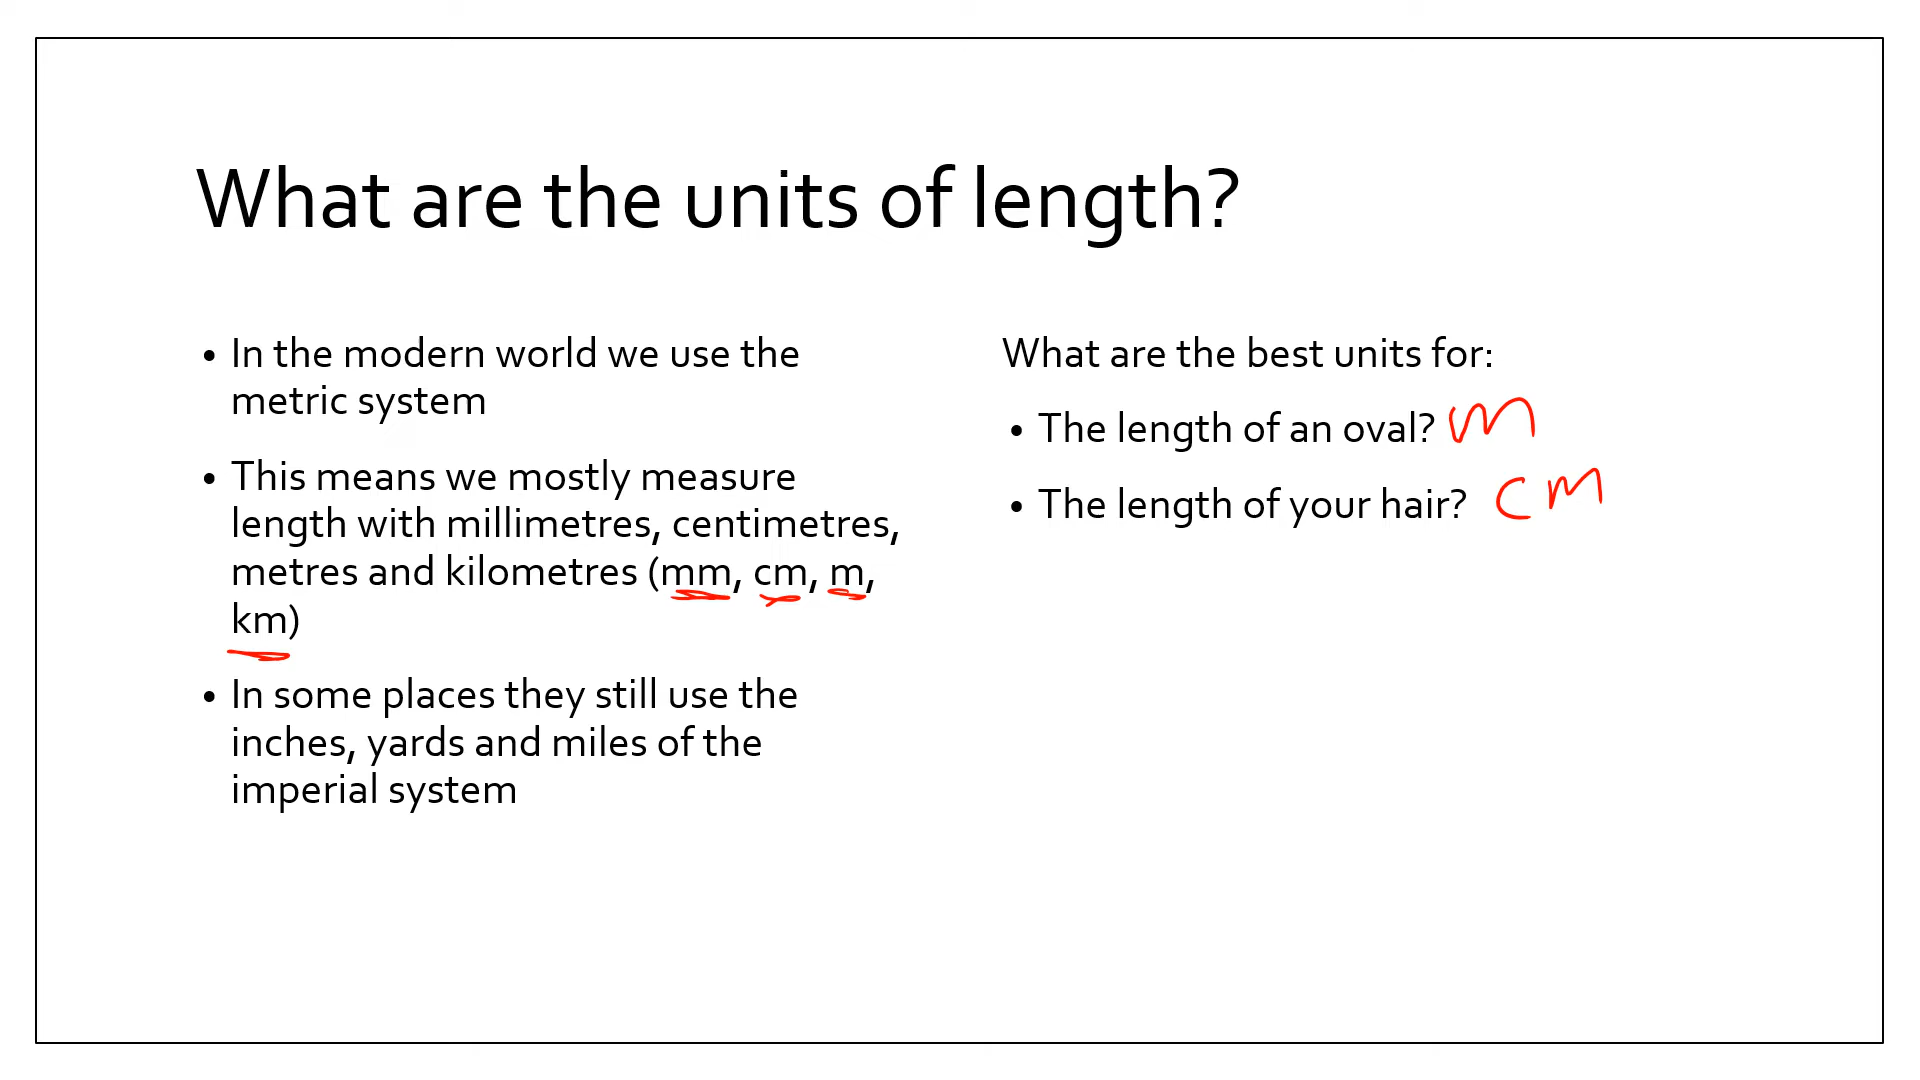 What are the units of length?
• In the modern world we use the
metric system
• This means we mostly measure
length with millimetres, centimetres,
metres and kilometres (mm, cm, m,
km)
• In some places they still use the
inches, yards and miles of the
imperial system
What are the best units for:
• The length of an oval? m
• The length of your hair? cm